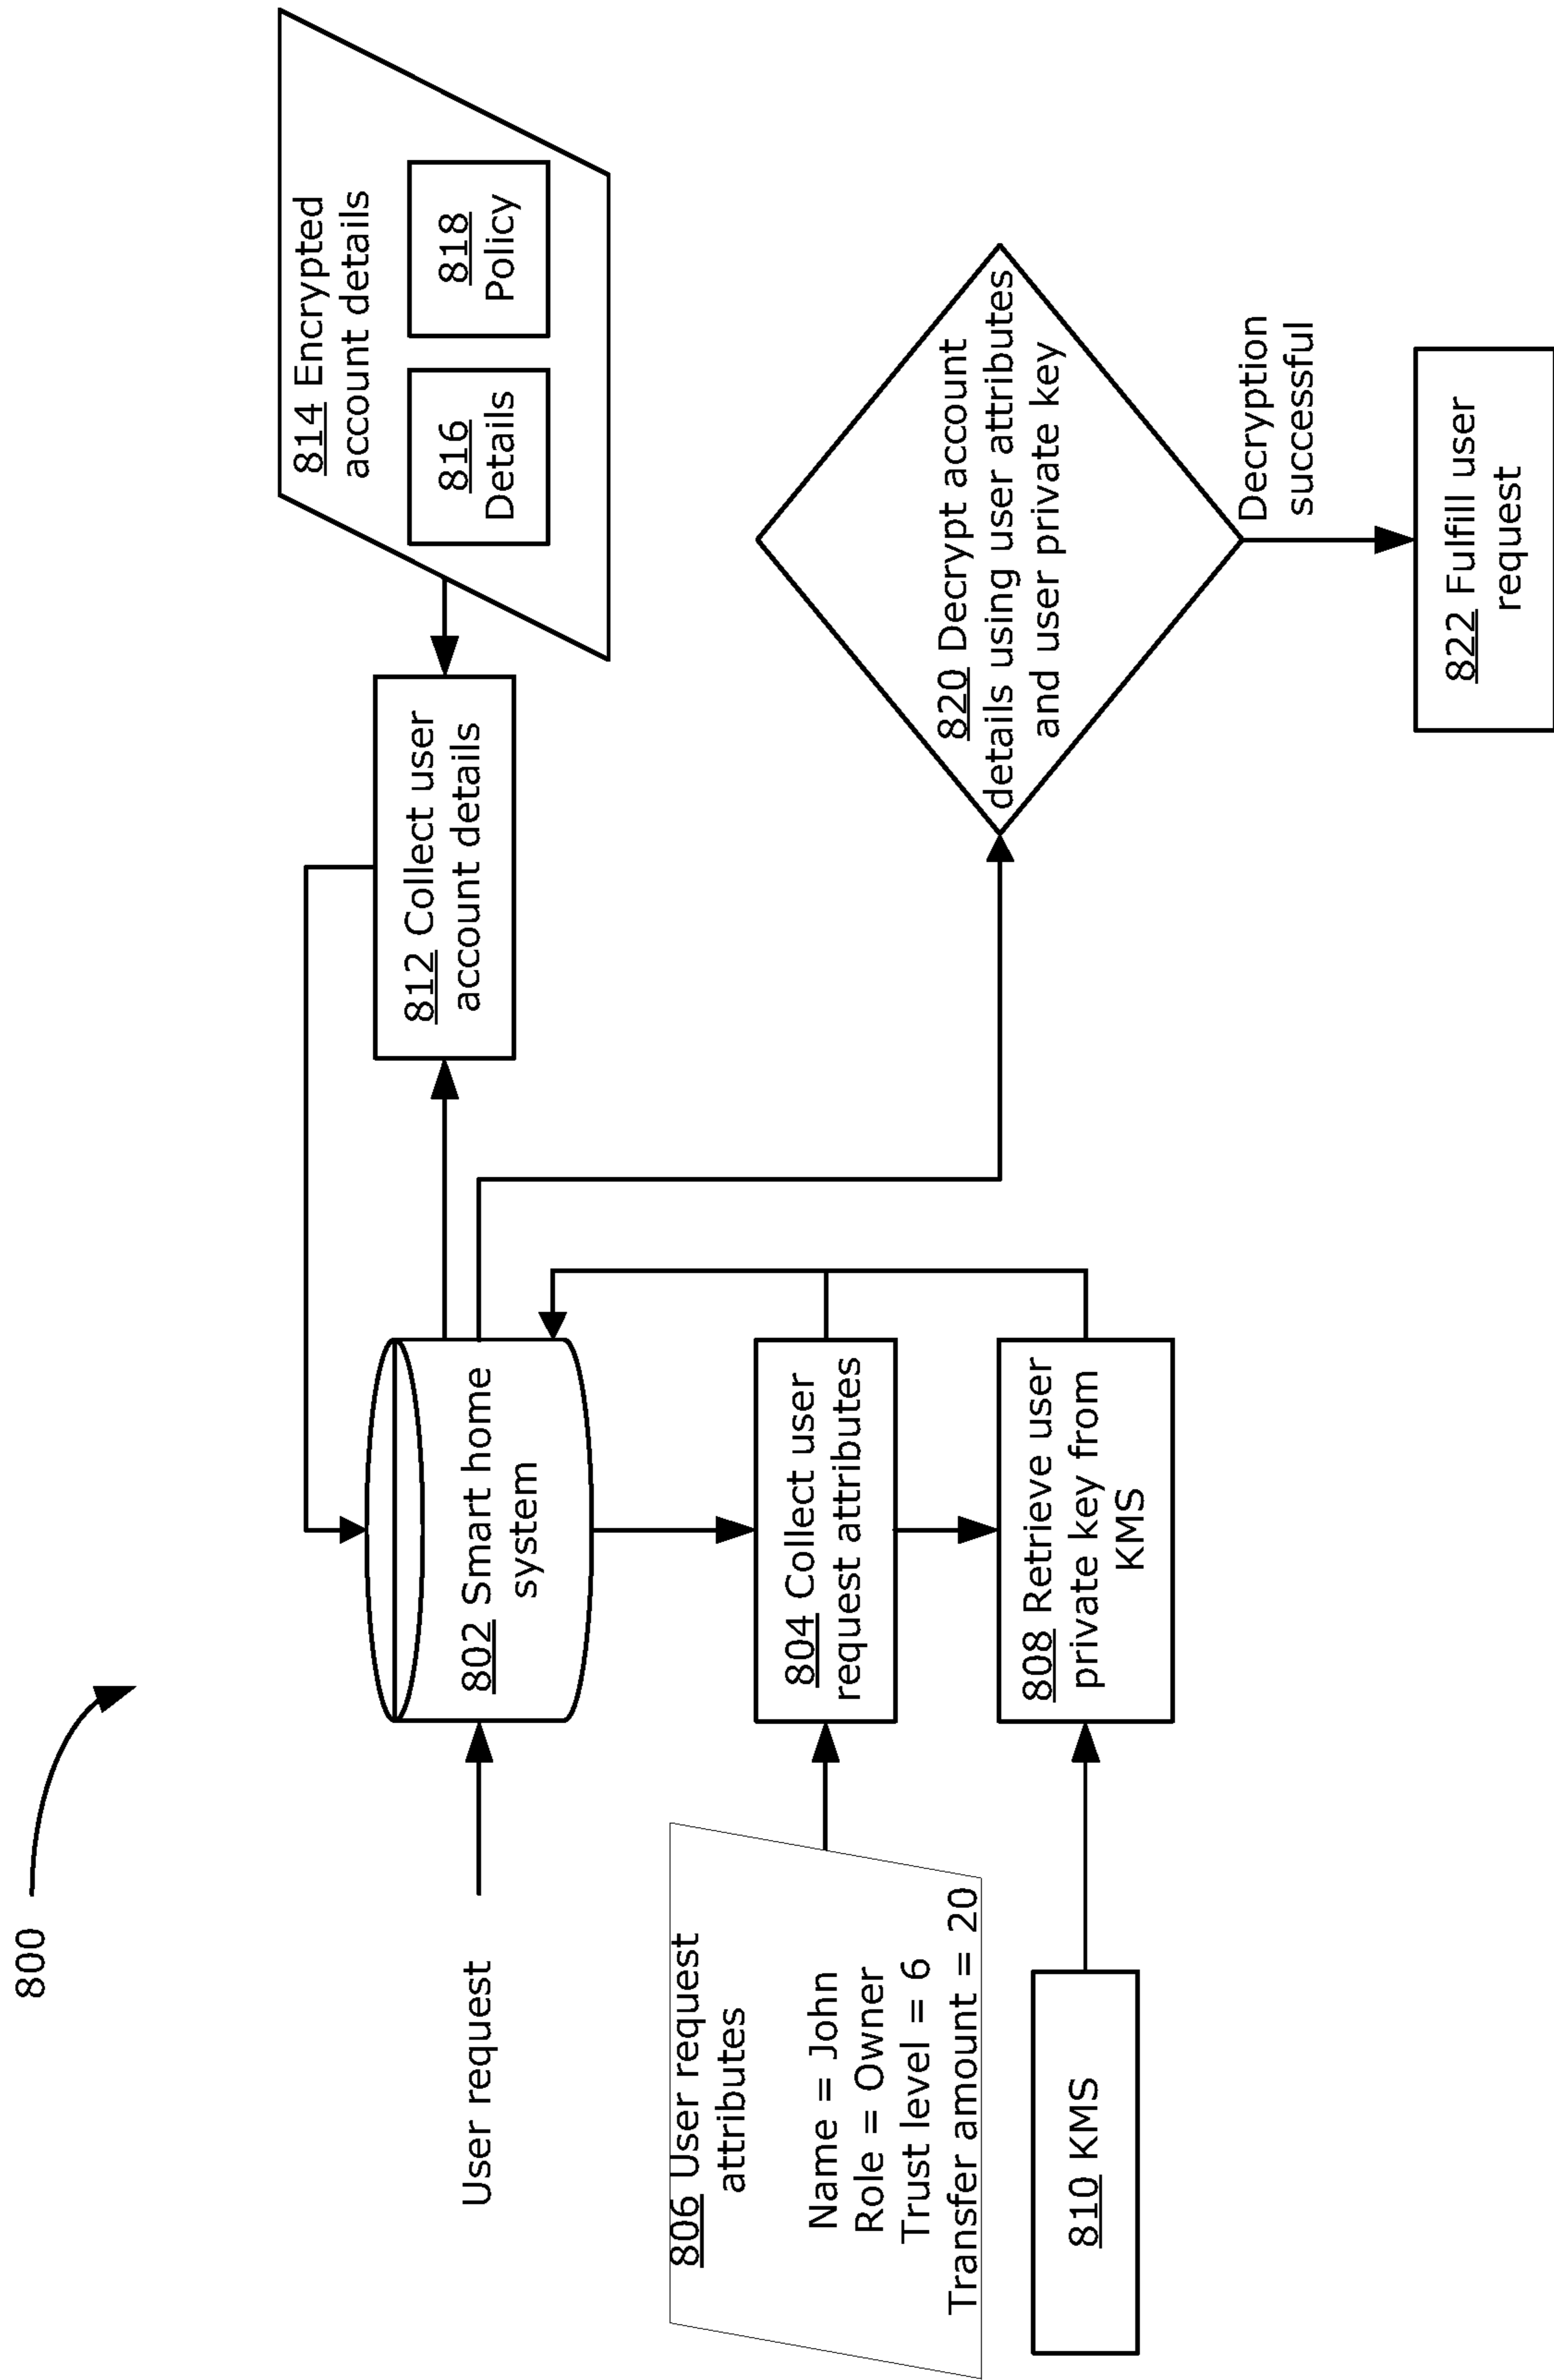 800
User request
802 Smart home
system
806 User request
attributes
Name = John
Role = Owner
Trust level = 6
Transfer amount = 20
804 Collect user
request attributes
810 KMS
808 Retrieve user
private key from
KMS
812 Collect user
account details
814 Encrypted
account details
816
Details
818
Policy
820 Decrypt account
details using user attributes
and user private key
Decryption
successful
822 Fulfill user
request